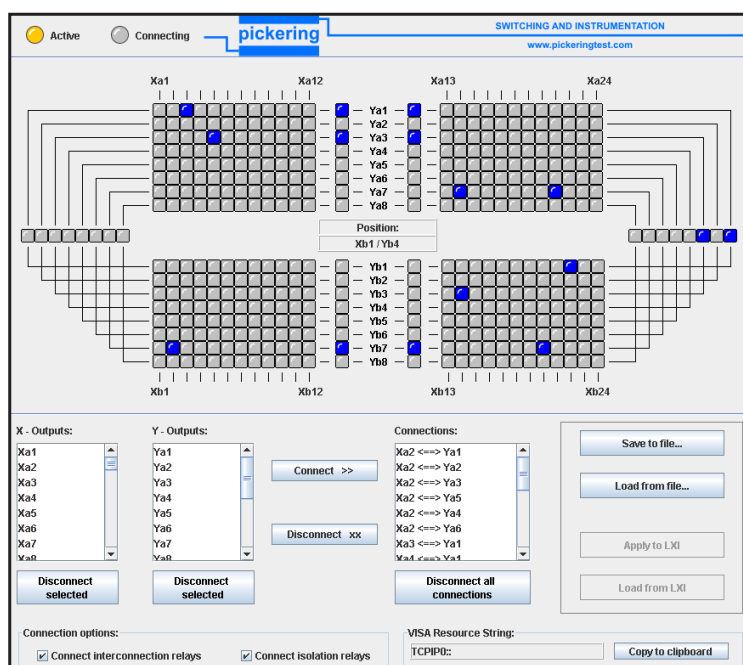 Active
Connecting
pickering
SWITCHING AND INSTRUMENTATION
www.pickeringtest.com
Xa1 Xa12 Xa13 Xa24
Ya1
Ya2
Ya3
Ya4
Ya5
Ya6
Ya7
Ya8
Position:
Xb1 / Yb4
Yb1
Yb2
Yb3
Yb4
Yb5
Yb6
Yb7
Yb8
Xb1 Xb12 Xb13 Xb24
X - Outputs:
Xa1
Xa2
Xa3
Xa4
Xa5
Xa6
Xa7
Xa8
Disconnect
selected
Y - Outputs:
Ya1
Ya2
Ya3
Ya4
Ya5
Ya6
Ya7
Ya8
Disconnect
selected
Connect >>
Disconnect xx
Connections:
Xa2 <==> Ya1
Xa2 <==> Ya2
Xa2 <==> Ya3
Xa2 <==> Ya5
Xa2 <==> Ya4
Xa2 <==> Ya6
Xa3 <==> Ya1
Xa4 <==> Ya1
Disconnect all
connections
Save to file...
Load from file...
Apply to LXI
Load from LXI
Connection options:
Connect interconnection relays
Connect isolation relays
VISA Resource String:
TCPIP0::
Copy to clipboard